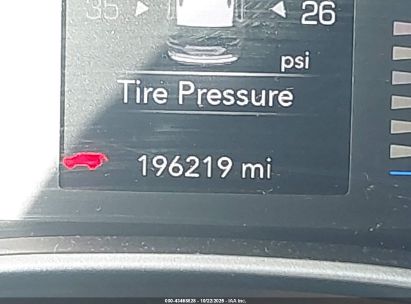 35 26
psi
Tire Pressure
196219 mi